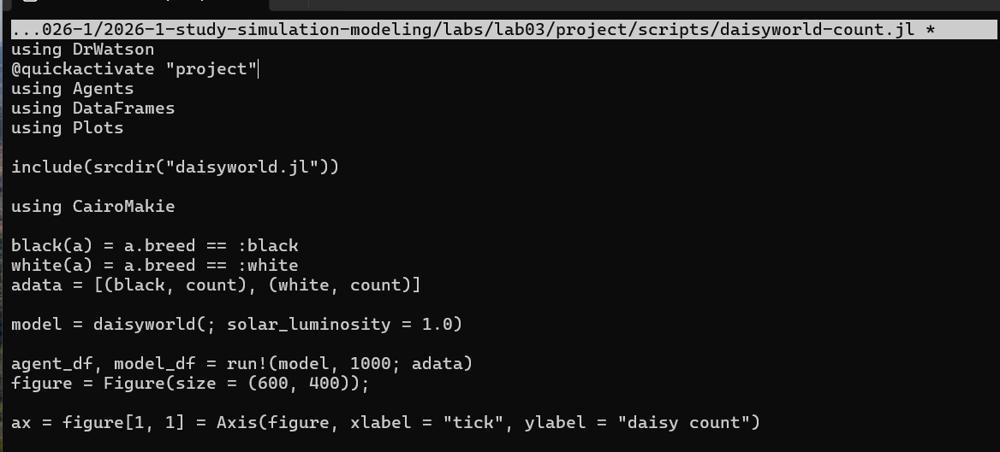 ...026-1/2026-1-study-simulation-modeling/labs/lab03/project/scripts/daisyworld-count.jl *
using DrWatson
@quickactivate "project"
using Agents
using DataFrames
using Plots
include(srcdir("daisyworld.jl"))
using CairoMakie
black(a) = a.breed == :black
white(a) = a.breed == :white
adata = [(black, count), (white, count)]
model = daisyworld(; solar_luminosity = 1.0)
agent_df, model_df = run!(model, 1000; adata)
figure = Figure(size = (600, 400));
ax = figure[1, 1] = Axis(figure, xlabel = "tick", ylabel = "daisy count")